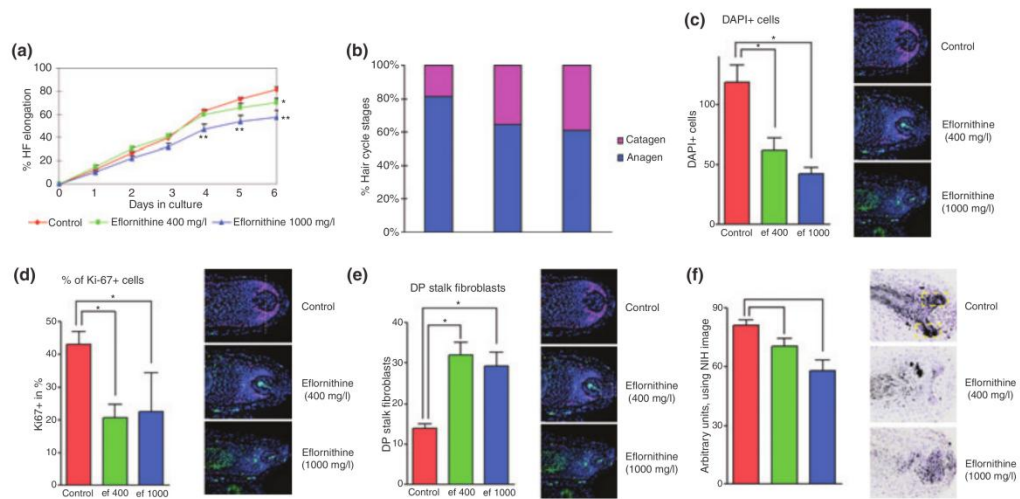 (a)
100
80
60
40
20
0
% HF elongation
0 1 2 3 4 5 6
Days in culture
*
**
** **
Control Eflornithine 400 mg/l Eflornithine 1000 mg/l
(b)
100%
80%
60%
40%
20%
0%
% Hair cycle stages
Catagen
Anagen
(c)
DAPI+ cells
*
*
100
50
0
DAPI+ cells
Control ef 400 ef 1000
Control
Eflornithine
(400 mg/l)
Eflornithine
(1000 mg/l)
(d)
% of Ki-67+ cells
*
*
50
40
30
20
10
0
Ki67+ in %
Control ef 400 ef 1000
Control
Eflornithine
(400 mg/l)
Eflornithine
(1000 mg/l)
(e)
DP stalk fibroblasts
*
*
40
30
20
10
0
DP stalk fibroblasts
Control ef 400 ef 1000
Control
Eflornithine
(400 mg/l)
Eflornithine
(1000 mg/l)
(f)
90
60
30
0
Arbitrary units, using NIH image
Control ef 400 ef 1000
Control
Eflornithine
(400 mg/l)
Eflornithine
(1000 mg/l)